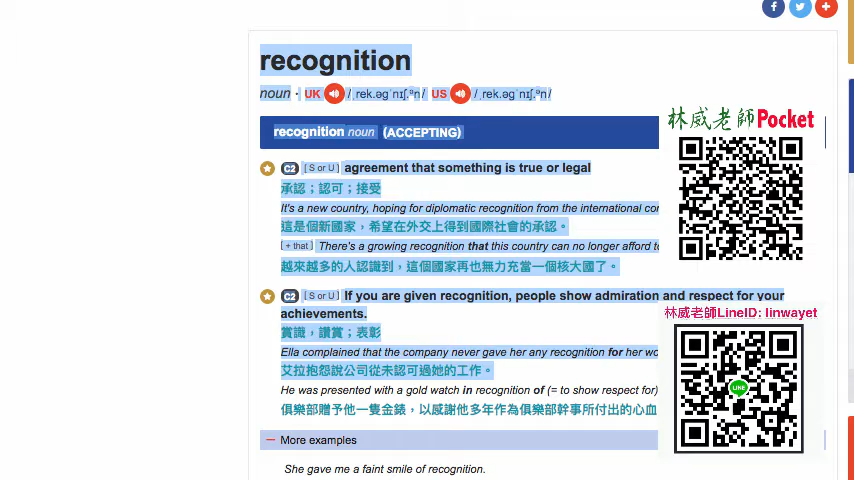 recognition
noun · UK /ˌrek.əɡˈnɪʃ.ᵊn/ US /ˌrek.əɡˈnɪʃ.ᵊn/
recognition noun (ACCEPTING)
林威老師Pocket
C2 [ S or U ] agreement that something is true or legal
承認；認可；接受
It's a new country, hoping for diplomatic recognition from the international
這是個新國家，希望在外交上得到國際社會的承認。
[ + that ] There's a growing recognition that this country can no longer afford
越來越多的人認識到，這個國家再也無力充當一個核大國了。
C2 [ S or U ] If you are given recognition, people show admiration and respect for your
achievements.
林威老師LineID: linwayet
賞識，讚賞；表彰
Ella complained that the company never gave her any recognition for her
艾拉抱怨說公司從未認可過她的工作。
He was presented with a gold watch in recognition of (= to show respect for)
俱樂部贈予他一隻金錶，以感謝他多年作為俱樂部幹事所付出的心血
LINE
More examples
She gave me a faint smile of recognition.